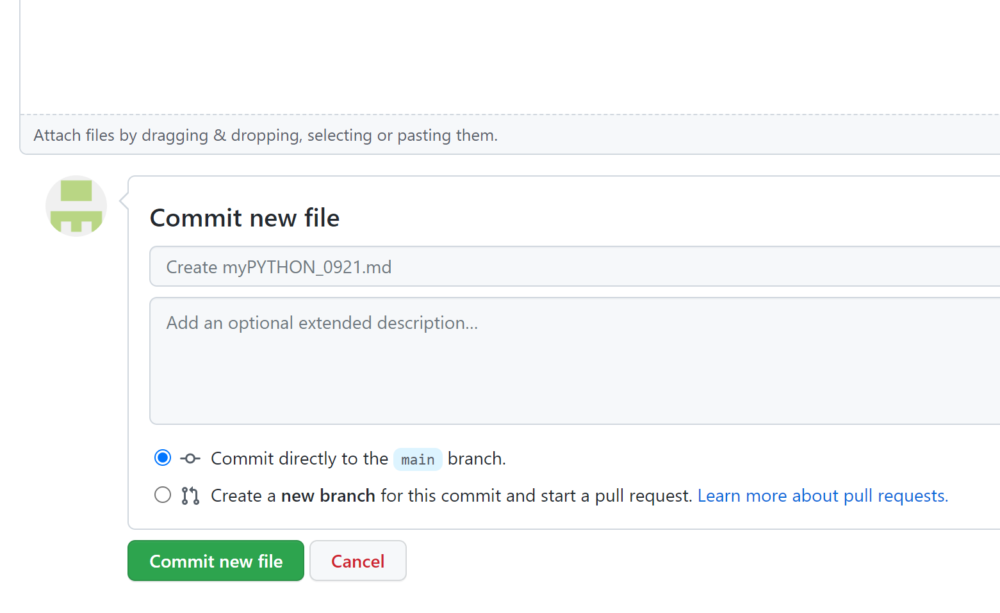 Attach files by dragging & dropping, selecting or pasting them.
Commit new file
Create myPYTHON_0921.md
Add an optional extended description...
Commit directly to the main branch.
Create a new branch for this commit and start a pull request. Learn more about pull requests.
Commit new file Cancel